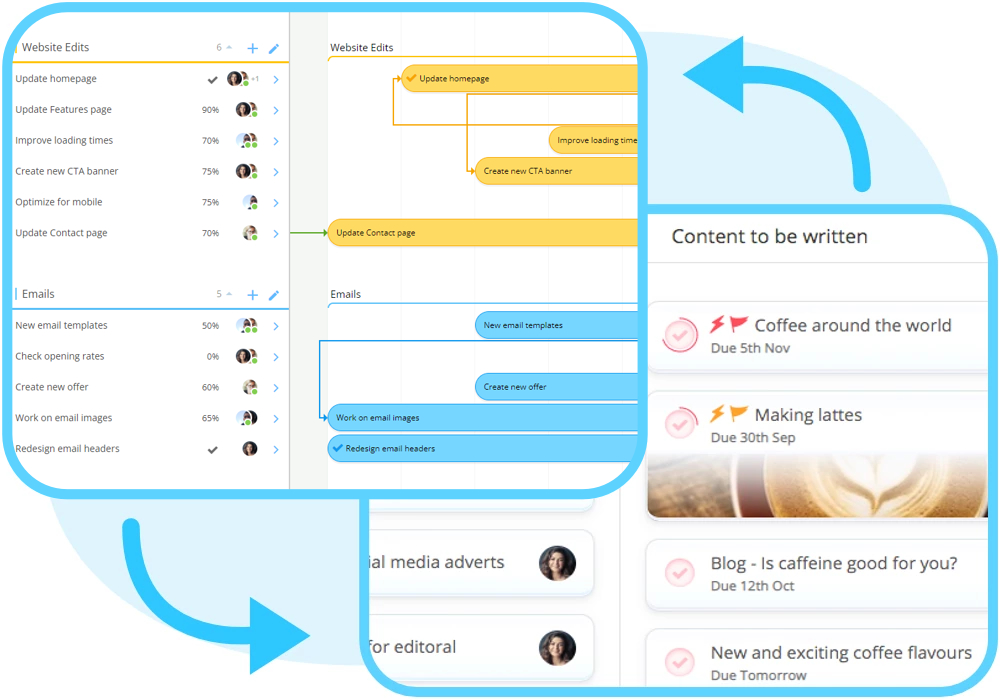 Website Edits 6
Update homepage +1
Update Features page 90%
Improve loading times 70%
Create new CTA banner 75%
Optimize for mobile 75%
Update Contact page 70%
Emails 5
New email templates 50%
Check opening rates 0%
Create new offer 60%
Work on email images 65%
Redesign email headers
Website Edits
Update homepage
Improve loading time
Create new CTA banner
Update Contact page
Emails
New email templates
Create new offer
Work on email images
Redesign email headers
ial media adverts
for editoral
Content to be written
Coffee around the world
Due 5th Nov
Making lattes
Due 30th Sep
Blog - Is caffeine good for you?
Due 12th Oct
New and exciting coffee flavours
Due Tomorrow